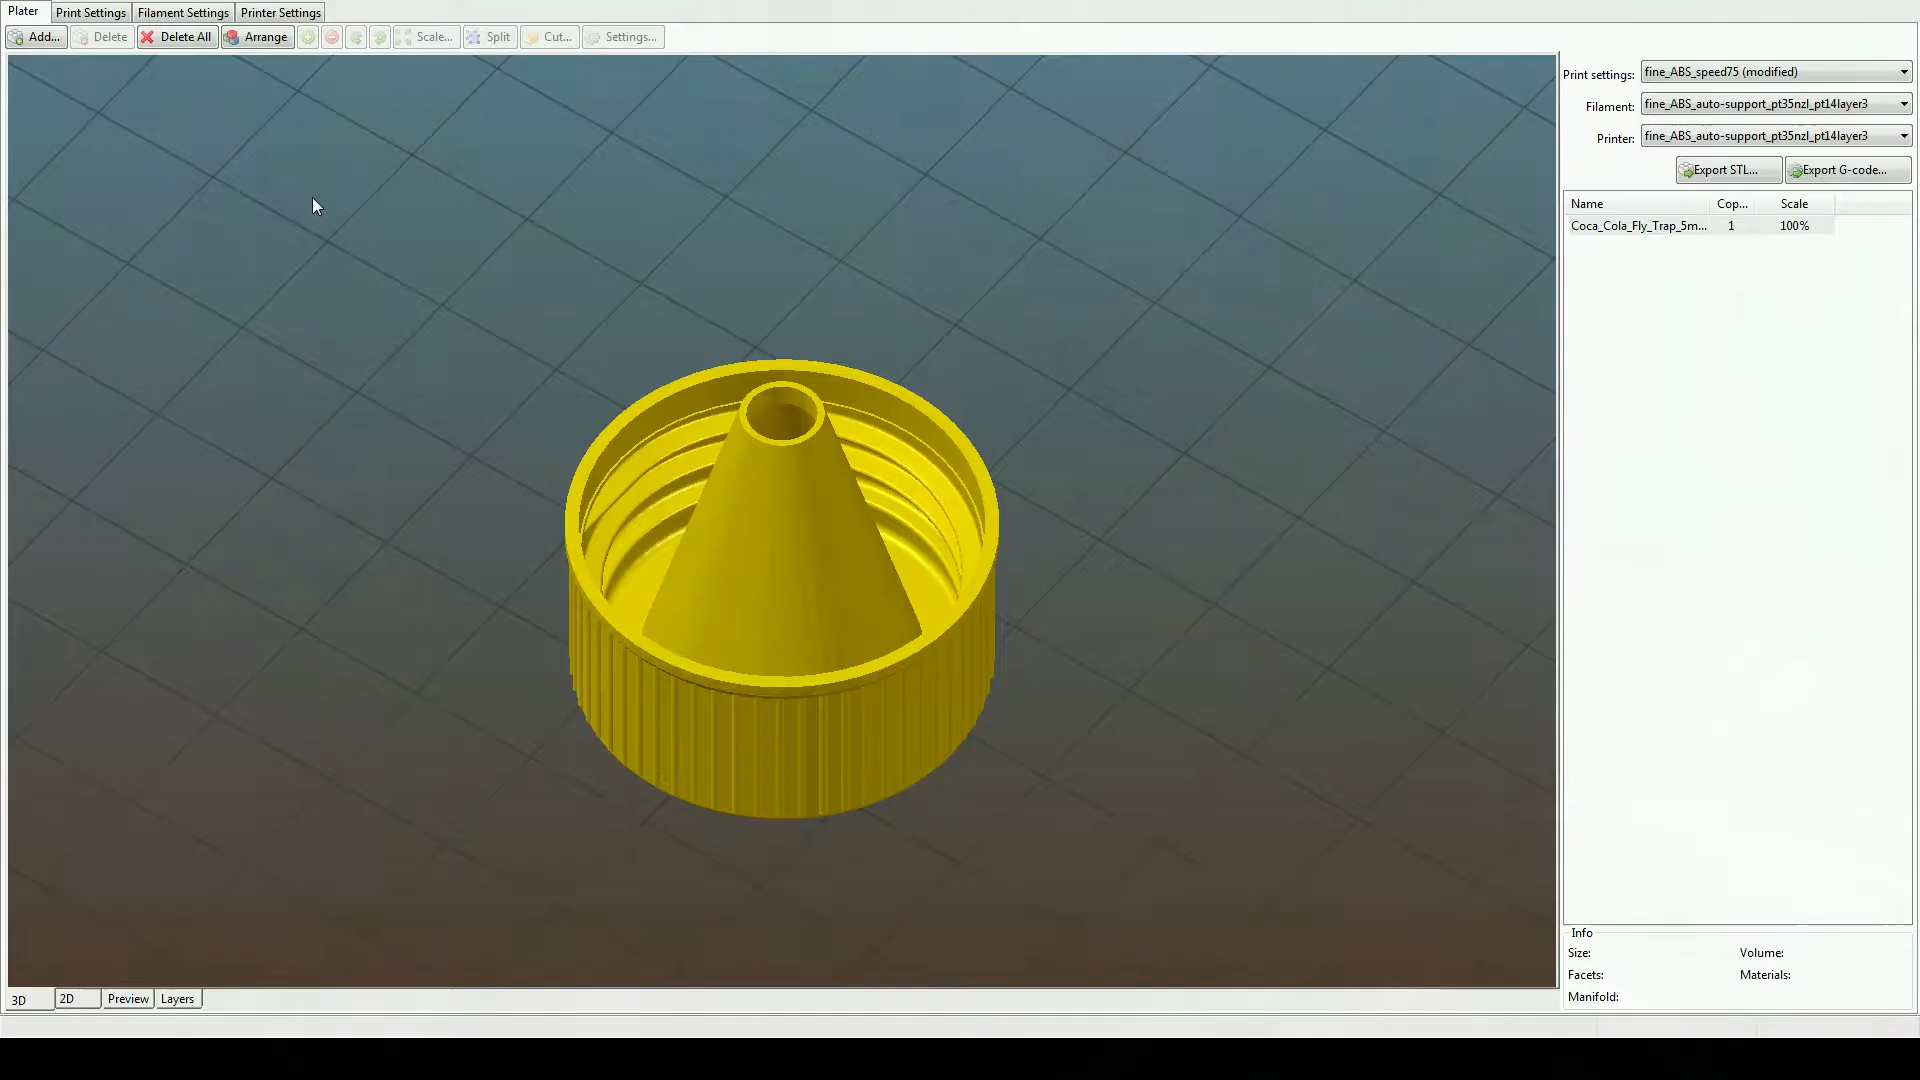 Plater Print Settings Filament Settings Printer Settings
Add... Delete Delete All Arrange Scale... Split Cut... Settings...
Print settings: fine_ABS_speed75 (modified)
Filament: fine_ABS_auto-support_pt35nzl_pt14layer3
Printer: fine_ABS_auto-support_pt35nzl_pt14layer3
Export STL... Export G-code...
Name Cop... Scale
Coca_Cola_Fly_Trap_5m... 1 100%
Info
Size: Volume:
Facets: Materials:
Manifold:
3D 2D Preview Layers